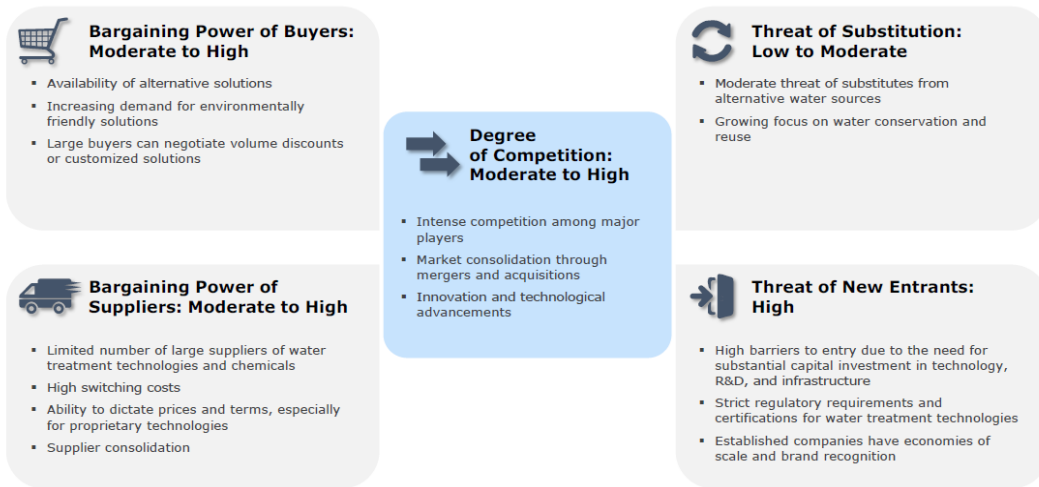 Bargaining Power of Buyers:
Moderate to High
▪ Availability of alternative solutions
▪ Increasing demand for environmentally
friendly solutions
▪ Large buyers can negotiate volume discounts
or customized solutions
Threat of Substitution:
Low to Moderate
▪ Moderate threat of substitutes from
alternative water sources
▪ Growing focus on water conservation and
reuse
Degree
of Competition:
Moderate to High
▪ Intense competition among major
players
▪ Market consolidation through
mergers and acquisitions
▪ Innovation and technological
advancements
Bargaining Power of
Suppliers: Moderate to High
▪ Limited number of large suppliers of water
treatment technologies and chemicals
▪ High switching costs
▪ Ability to dictate prices and terms, especially
for proprietary technologies
▪ Supplier consolidation
Threat of New Entrants:
High
▪ High barriers to entry due to the need for
substantial capital investment in technology,
R&D, and infrastructure
▪ Strict regulatory requirements and
certifications for water treatment technologies
▪ Established companies have economies of
scale and brand recognition